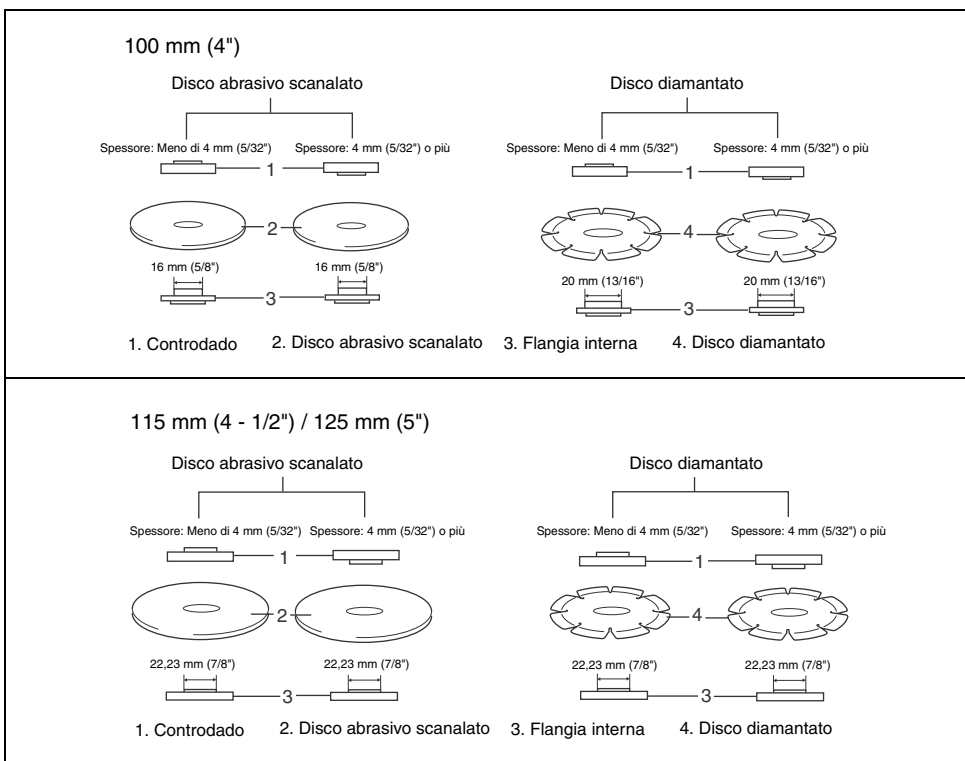 100 mm (4")
Disco abrasivo scanalato Disco diamantato
Spessore: Meno di 4 mm (5/32") Spessore: 4 mm (5/32") o più Spessore: Meno di 4 mm (5/32") Spessore: 4 mm (5/32") o più
1 1
2 4
16 mm (5/8") 16 mm (5/8") 20 mm (13/16") 20 mm (13/16")
3 3
1. Controdado 2. Disco abrasivo scanalato 3. Flangia interna 4. Disco diamantato
115 mm (4 - 1/2") / 125 mm (5")
Disco abrasivo scanalato Disco diamantato
Spessore: Meno di 4 mm (5/32") Spessore: 4 mm (5/32") o più Spessore: Meno di 4 mm (5/32") Spessore: 4 mm (5/32") o più
1 1
2 4
22,23 mm (7/8") 22,23 mm (7/8") 22,23 mm (7/8") 22,23 mm (7/8")
3 3
1. Controdado 2. Disco abrasivo scanalato 3. Flangia interna 4. Disco diamantato